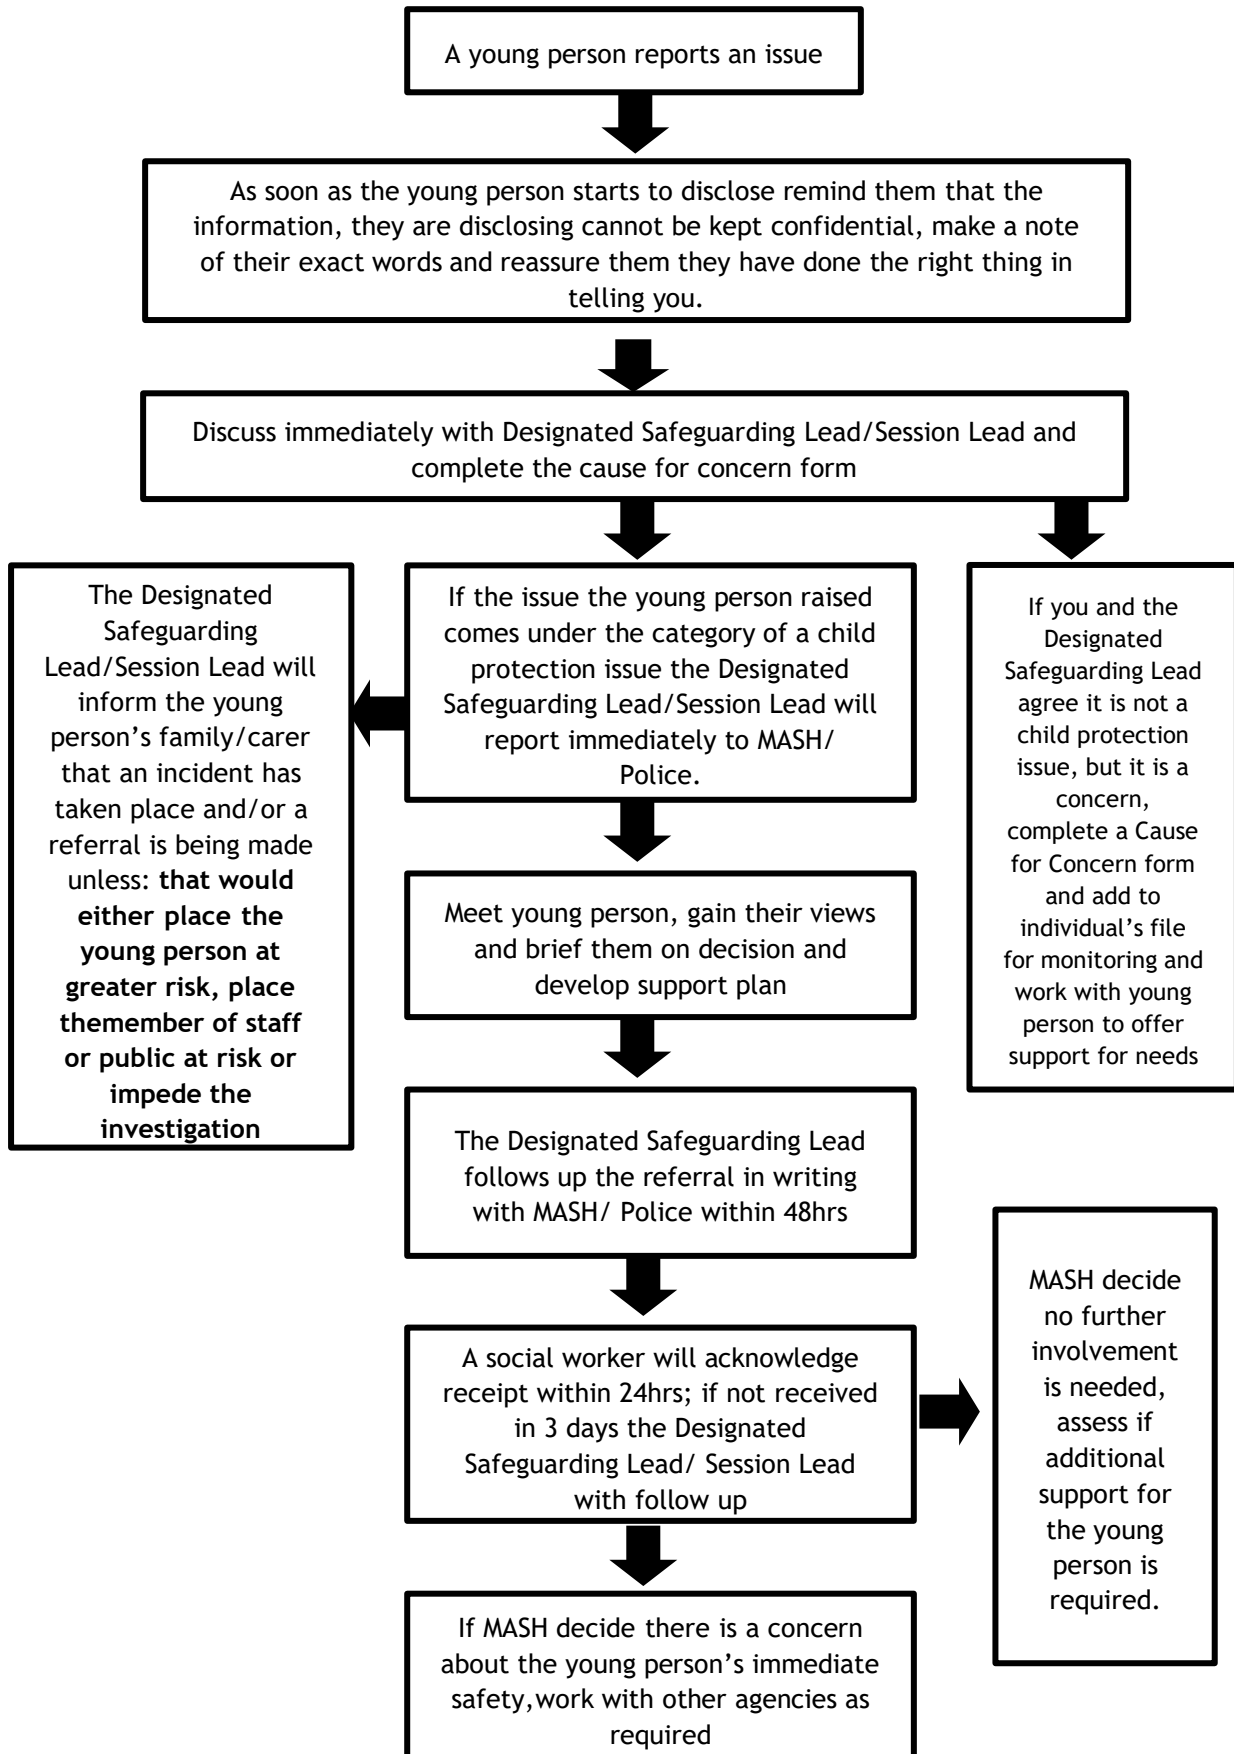 A young person reports an issue
As soon as the young person starts to disclose remind them that the
information, they are disclosing cannot be kept confidential, make a note
of their exact words and reassure them they have done the right thing in
telling you.
Discuss immediately with Designated Safeguarding Lead/Session Lead and
complete the cause for concern form
The Designated
Safeguarding
Lead/Session Lead will
inform the young
person’s family/carer
that an incident has
taken place and/or a
referral is being made
unless: that would
either place the
young person at
greater risk, place
themember of staff
or public at risk or
impede the
investigation
If the issue the young person raised
comes under the category of a child
protection issue the Designated
Safeguarding Lead/Session Lead will
report immediately to MASH/
Police.
If you and the
Designated
Safeguarding Lead
agree it is not a
child protection
issue, but it is a
concern,
complete a Cause
for Concern form
and add to
individual’s file
for monitoring and
work with young
person to offer
support for needs
Meet young person, gain their views
and brief them on decision and
develop support plan
The Designated Safeguarding Lead
follows up the referral in writing
with MASH/ Police within 48hrs
A social worker will acknowledge
receipt within 24hrs; if not received
in 3 days the Designated
Safeguarding Lead/ Session Lead
with follow up
MASH decide
no further
involvement
is needed,
assess if
additional
support for
the young
person is
required.
If MASH decide there is a concern
about the young person’s immediate
safety,work with other agencies as
required